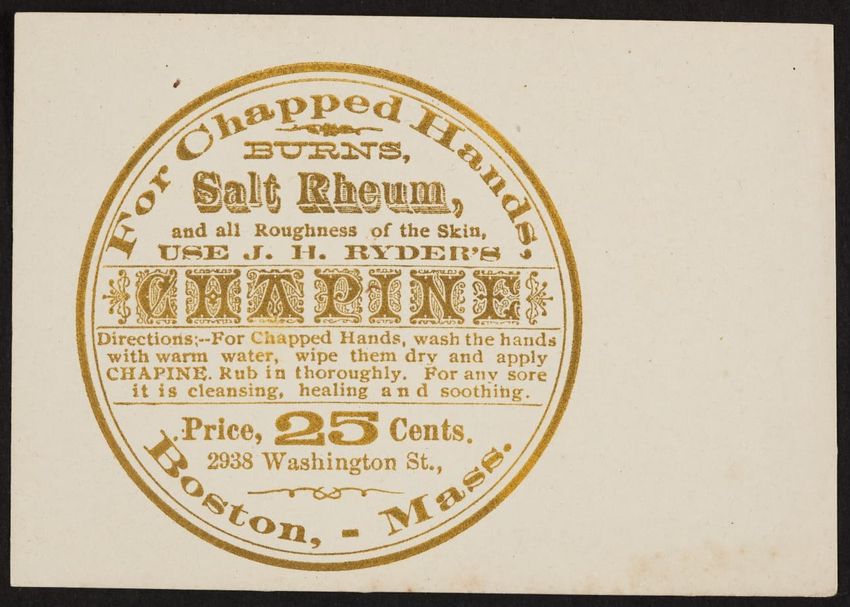 For Chapped Hands,
BURNS,
Salt Rheum,
and all Roughness of the Skin,
USE J. H. RYDER'S
CHAPINE
Directions;--For Chapped Hands, wash the hands
with warm water, wipe them dry and apply
CHAPINE. Rub in thoroughly. For any sore
it is cleansing, healing and soothing.
Price, 25 Cents.
2938 Washington St.,
Boston, - Mass.